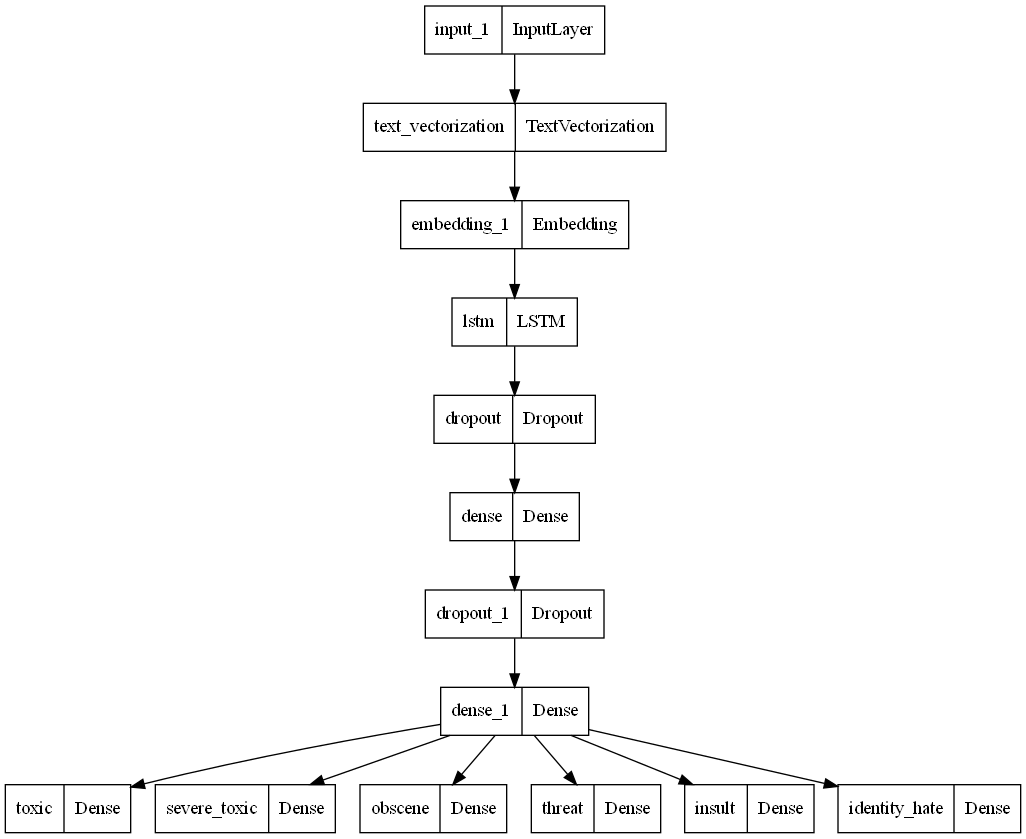 input_1 InputLayer
text_vectorization TextVectorization
embedding_1 Embedding
lstm LSTM
dropout Dropout
dense Dense
dropout_1 Dropout
dense_1 Dense
toxic Dense severe_toxic Dense obscene Dense threat Dense insult Dense identity_hate Dense